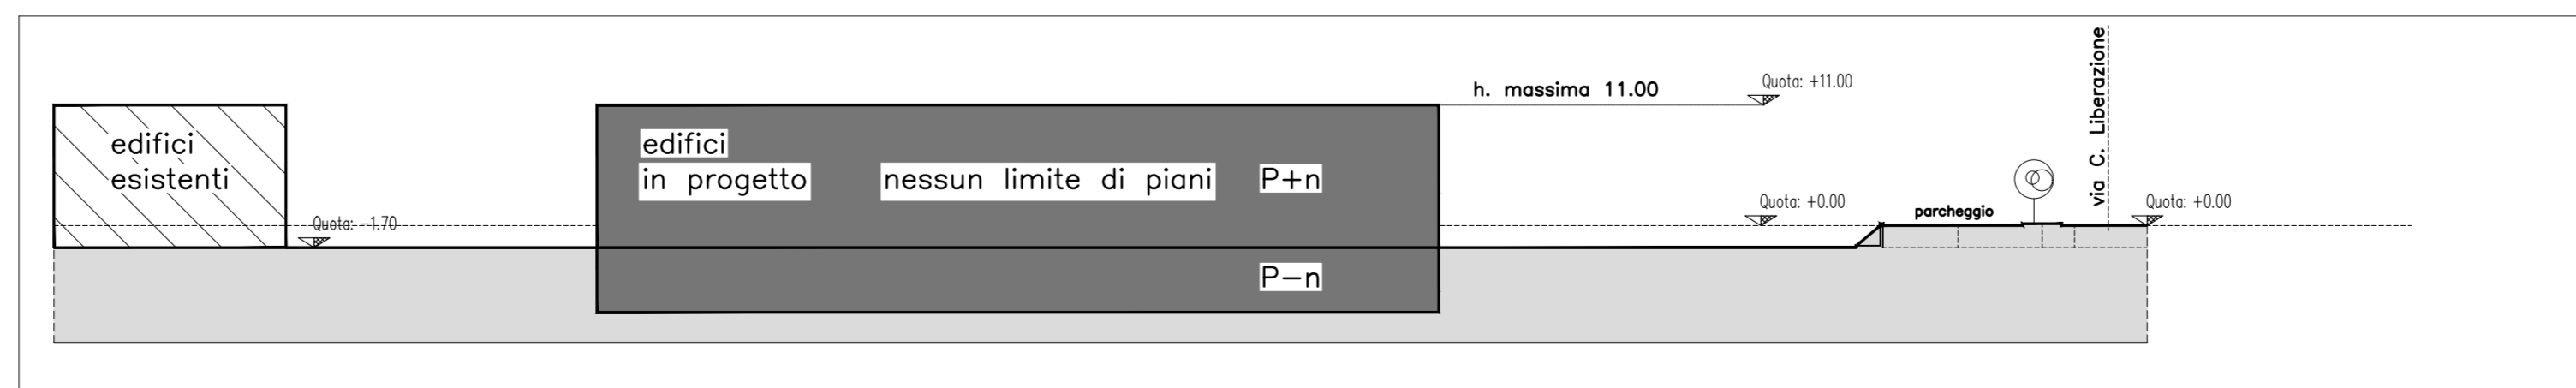 edifici
esistenti
Quota: -1.70
edifici
in progetto
nessun limite di piani
P+n
P-n
h. massima 11.00
Quota: +11.00
Quota: +0.00
parcheggio
via C. Liberazione
Quota: +0.00